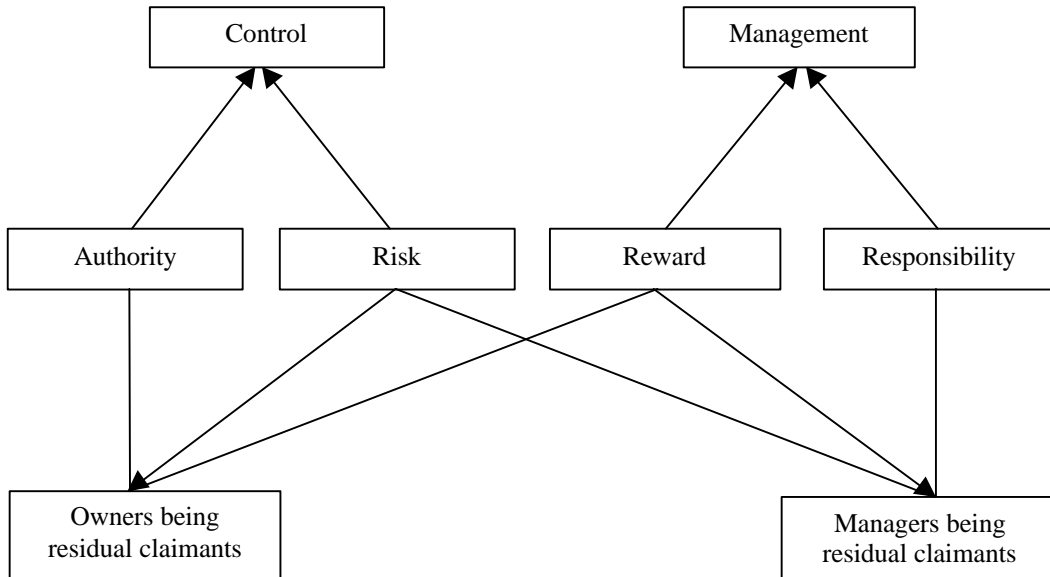 Control
Management
Authority
Risk
Reward
Responsibility
Owners being
residual claimants
Managers being
residual claimants